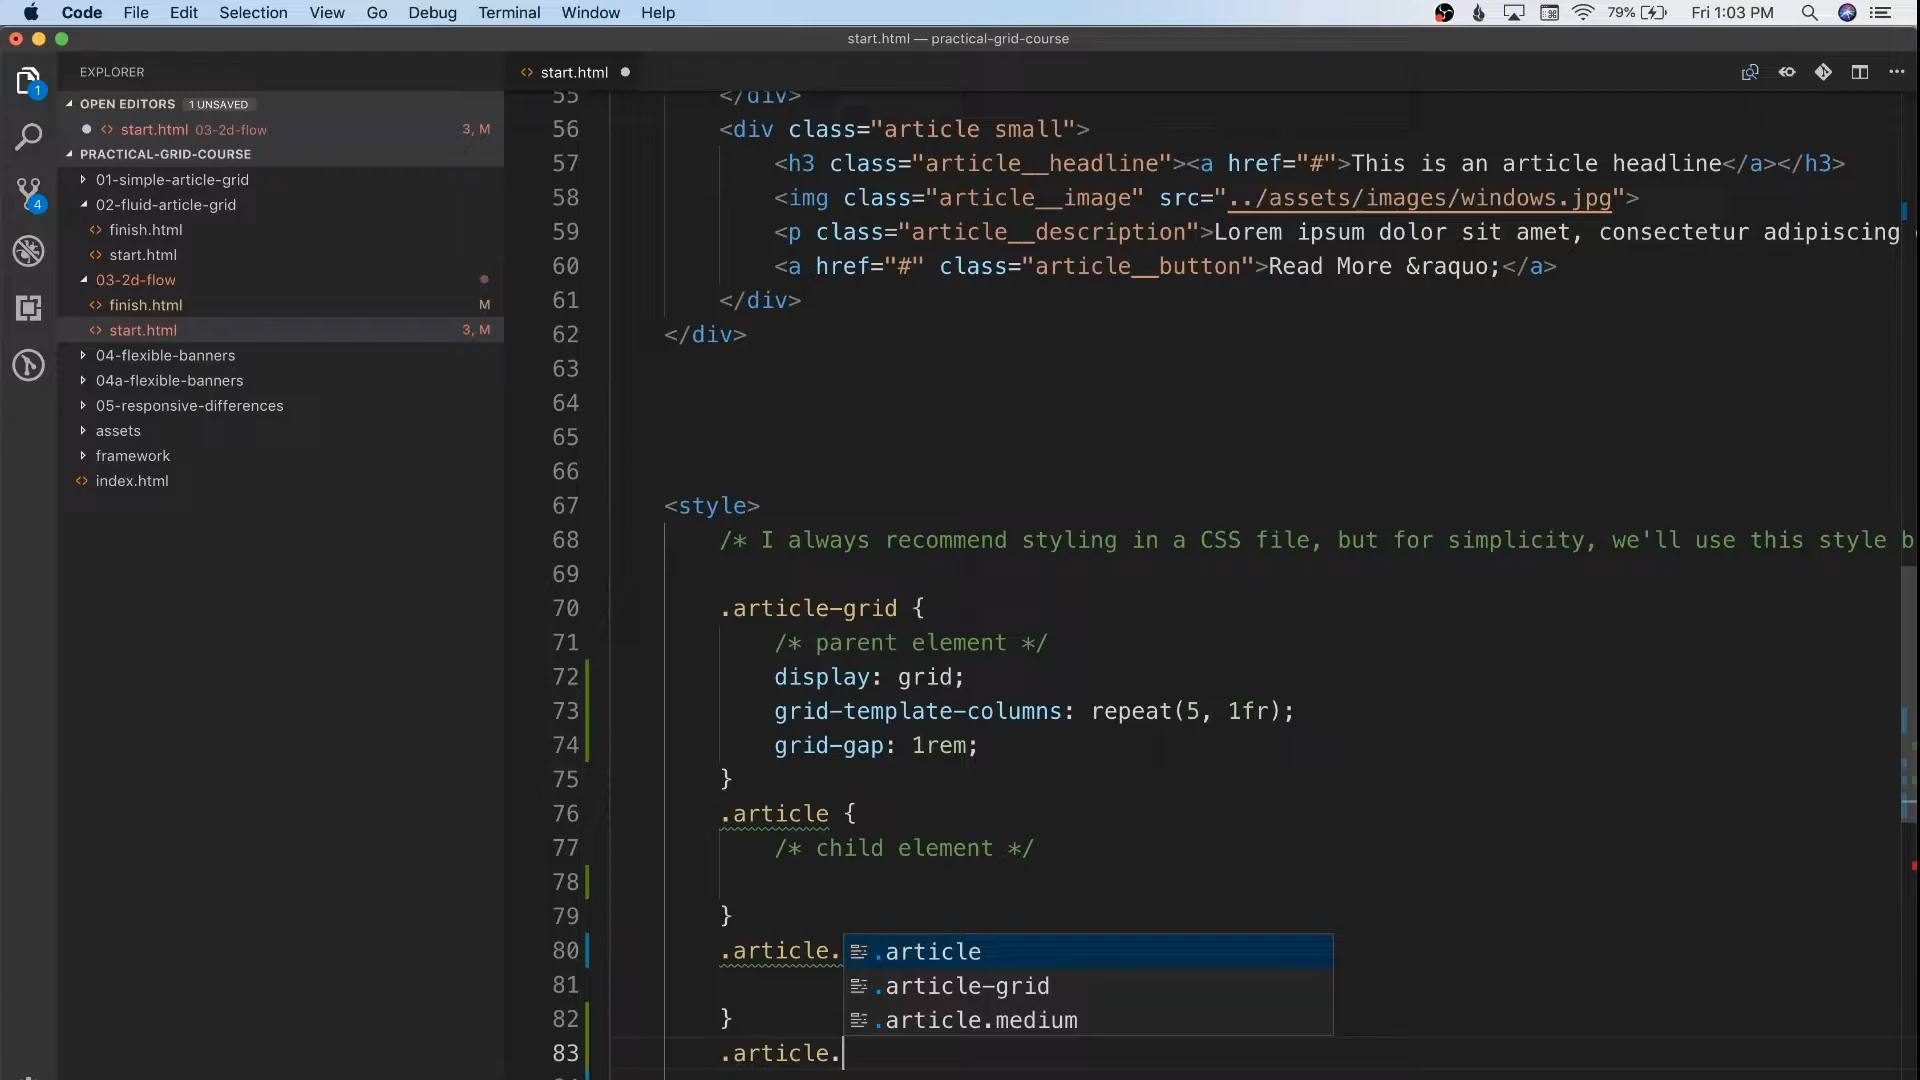 Code File Edit Selection View Go Debug Terminal Window Help 79% Fri 1:03 PM
start.html — practical-grid-course
EXPLORER
OPEN EDITORS 1 UNSAVED
start.html 03-2d-flow 3, M
PRACTICAL-GRID-COURSE
01-simple-article-grid
02-fluid-article-grid
finish.html
start.html
03-2d-flow
finish.html M
start.html 3, M
04-flexible-banners
04a-flexible-banners
05-responsive-differences
assets
framework
index.html
1
4
start.html
55 </div>
56 <div class="article small">
57 <h3 class="article__headline"><a href="#">This is an article headline</a></h3>
58 <img class="article__image" src="../assets/images/windows.jpg">
59 <p class="article__description">Lorem ipsum dolor sit amet, consectetur adipiscing
60 <a href="#" class="article__button">Read More &raquo;</a>
61 </div>
62 </div>
63
64
65
66
67 <style>
68 /* I always recommend styling in a CSS file, but for simplicity, we'll use this style b
69
70 .article-grid {
71 /* parent element */
72 display: grid;
73 grid-template-columns: repeat(5, 1fr);
74 grid-gap: 1rem;
75 }
76 .article {
77 /* child element */
78
79 }
80 .article.
81
82 }
83 .article.
.article
.article-grid
.article.medium